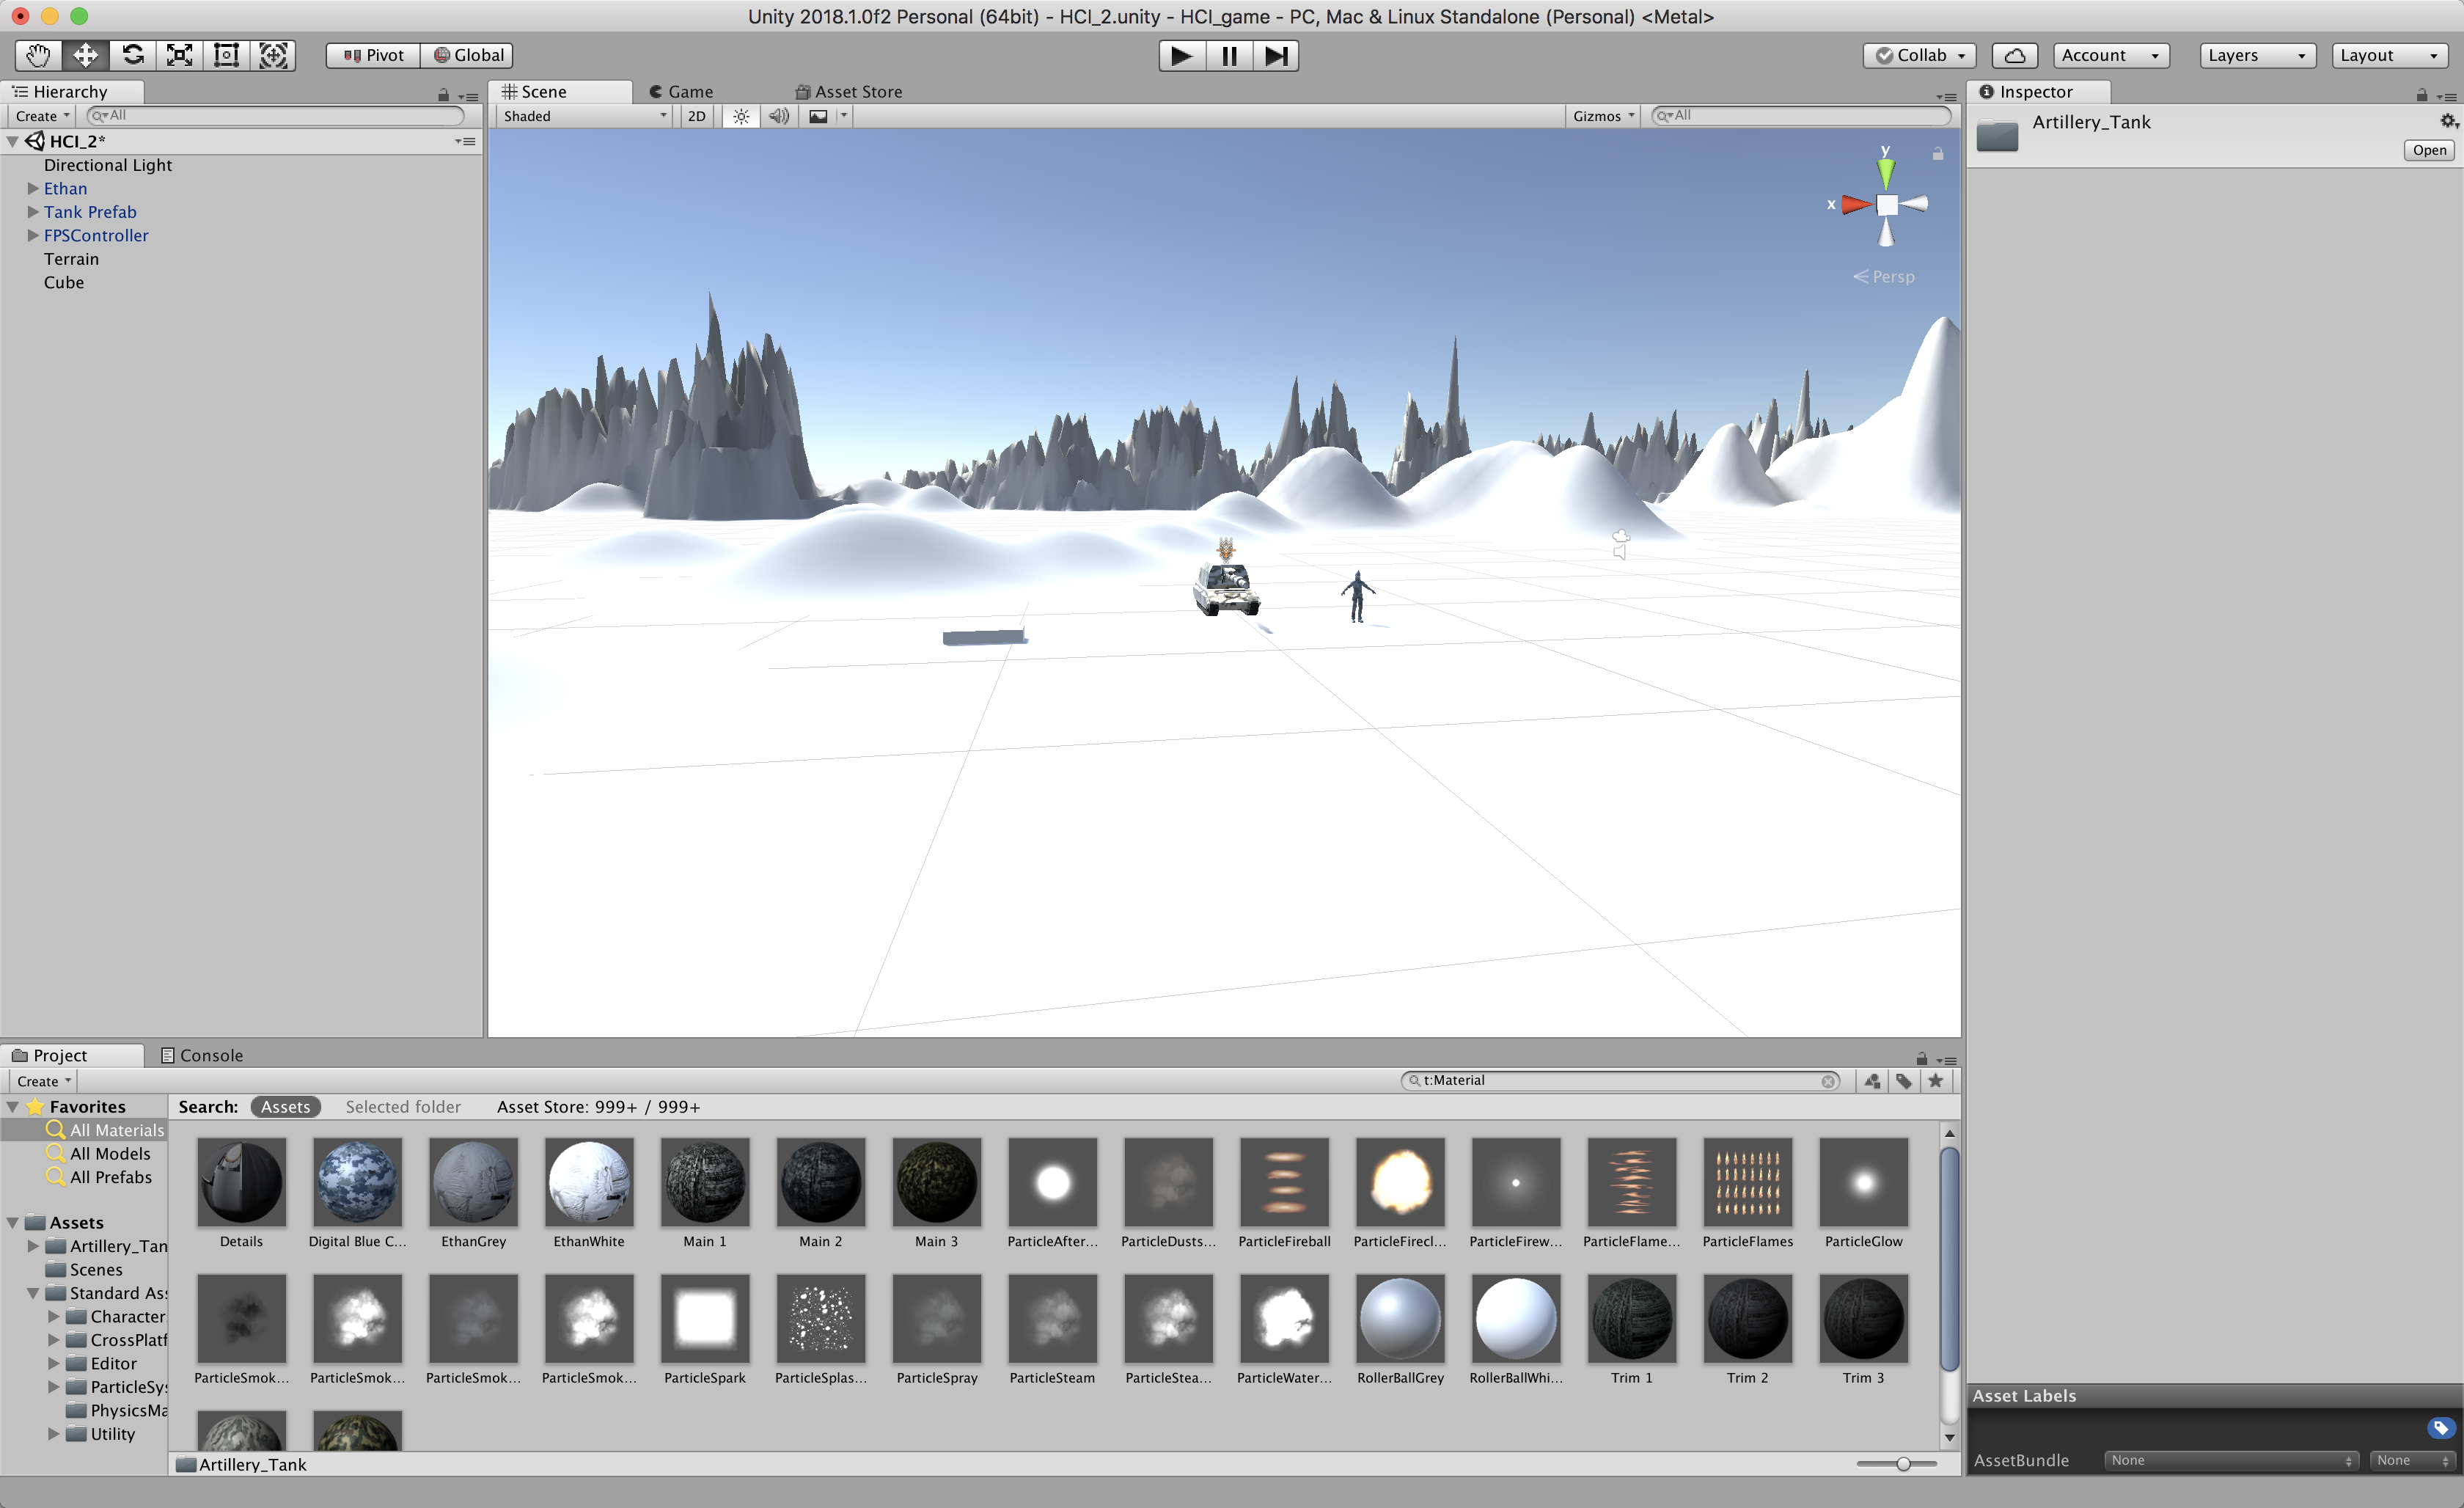 Unity 2018.1.0f2 Personal (64bit) - HCI_2.unity - HCI_game - PC, Mac & Linux Standalone (Personal) <Metal>
Pivot Global Collab Account Layers Layout
Hierarchy
Create All
HCI_2*
Directional Light
Ethan
Tank Prefab
FPSController
Terrain
Cube
Scene Game Asset Store
Shaded 2D Gizmos All
y
x
Persp
Inspector
Artillery_Tank
Open
Project Console
Create t:Material
Favorites
All Materials
All Models
All Prefabs
Assets
Artillery_Tan
Scenes
Standard Ass
Character
CrossPlatf
Editor
ParticleSys
PhysicsMa
Utility
Search: Assets Selected folder Asset Store: 999+ / 999+
Details Digital Blue C... EthanGrey EthanWhite Main 1 Main 2 Main 3 ParticleAfter... ParticleDusts... ParticleFireball ParticleFirecl... ParticleFirew... ParticleFlame... ParticleFlames ParticleGlow
ParticleSmok... ParticleSmok... ParticleSmok... ParticleSmok... ParticleSpark ParticleSplas... ParticleSpray ParticleSteam ParticleStea... ParticleWater... RollerBallGrey RollerBallWhi... Trim 1 Trim 2 Trim 3
Artillery_Tank
Asset Labels
AssetBundle None None